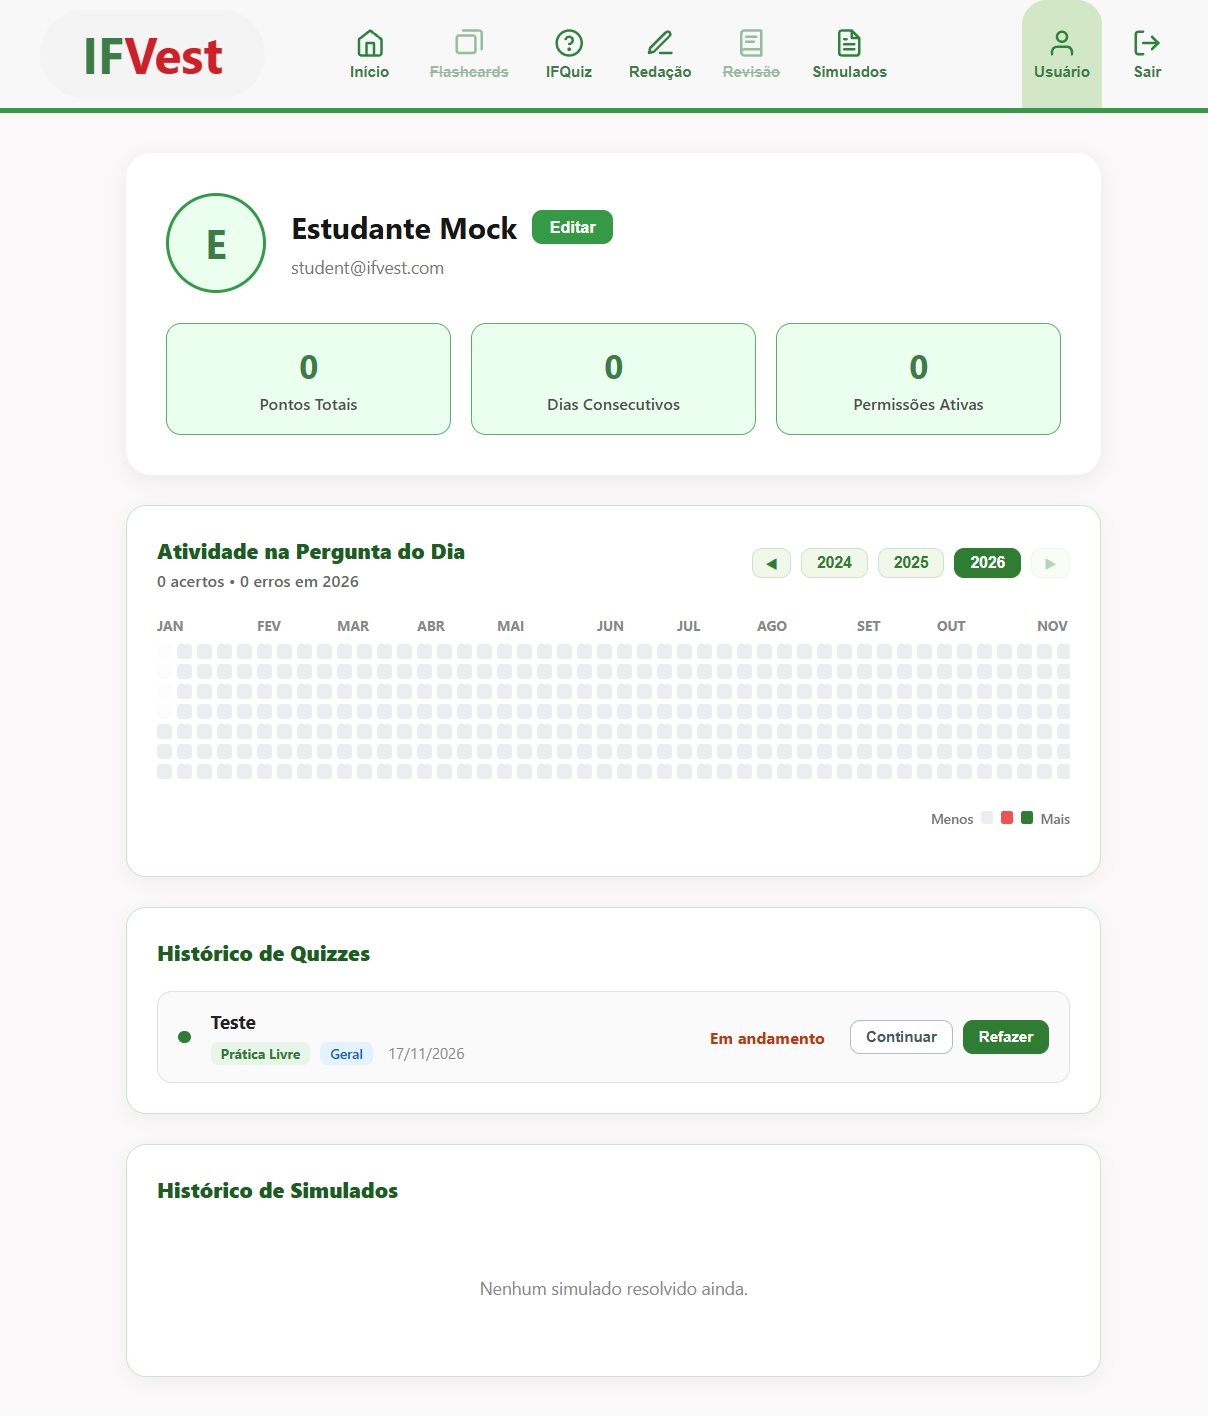 IFVest
Início
Flashcards
IFQuiz
Redação
Revisão
Simulados
Usuário
Sair
E
Estudante Mock
Editar
student@ifvest.com
0
Pontos Totais
0
Dias Consecutivos
0
Permissões Ativas
Atividade na Pergunta do Dia
0 acertos • 0 erros em 2026
◀ 2024 2025 2026 ▶
JAN FEV MAR ABR MAI JUN JUL AGO SET OUT NOV
Menos Mais
Histórico de Quizzes
Teste
Prática Livre Geral 17/11/2026
Em andamento
Continuar
Refazer
Histórico de Simulados
Nenhum simulado resolvido ainda.